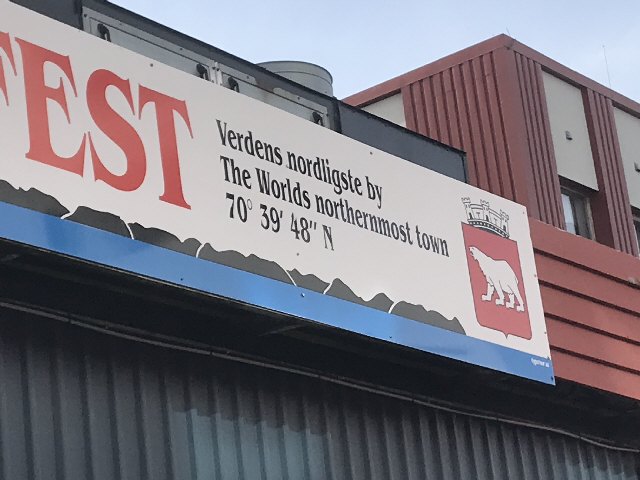 FEST
Verdens nordligste by
The Worlds northernmost town
70° 39' 48" N